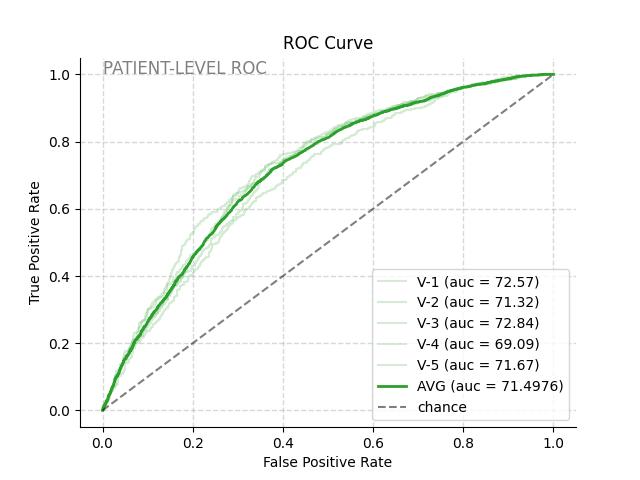 ROC Curve
PATIENT-LEVEL ROC
True Positive Rate
1.0
0.8
0.6
0.4
0.2
0.0
V-1 (auc = 72.57)
V-2 (auc = 71.32)
V-3 (auc = 72.84)
V-4 (auc = 69.09)
V-5 (auc = 71.67)
AVG (auc = 71.4976)
chance
0.0 0.2 0.4 0.6 0.8 1.0
False Positive Rate